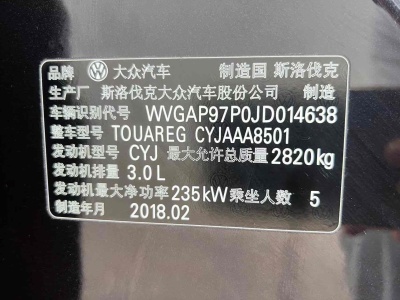 品牌 大众汽车 制造国 斯洛伐克
生产厂 斯洛伐克大众汽车股份公司 制造
车辆识别代号 WVGAP97P0JD014638
整车型号 TOUAREG CYJAAA8501
发动机型号 CYJ 最大允许总质量 2820kg
发动机排量 3.0 L
发动机最大净功率 235kW 乘坐人数 5
制造年月 2018.02